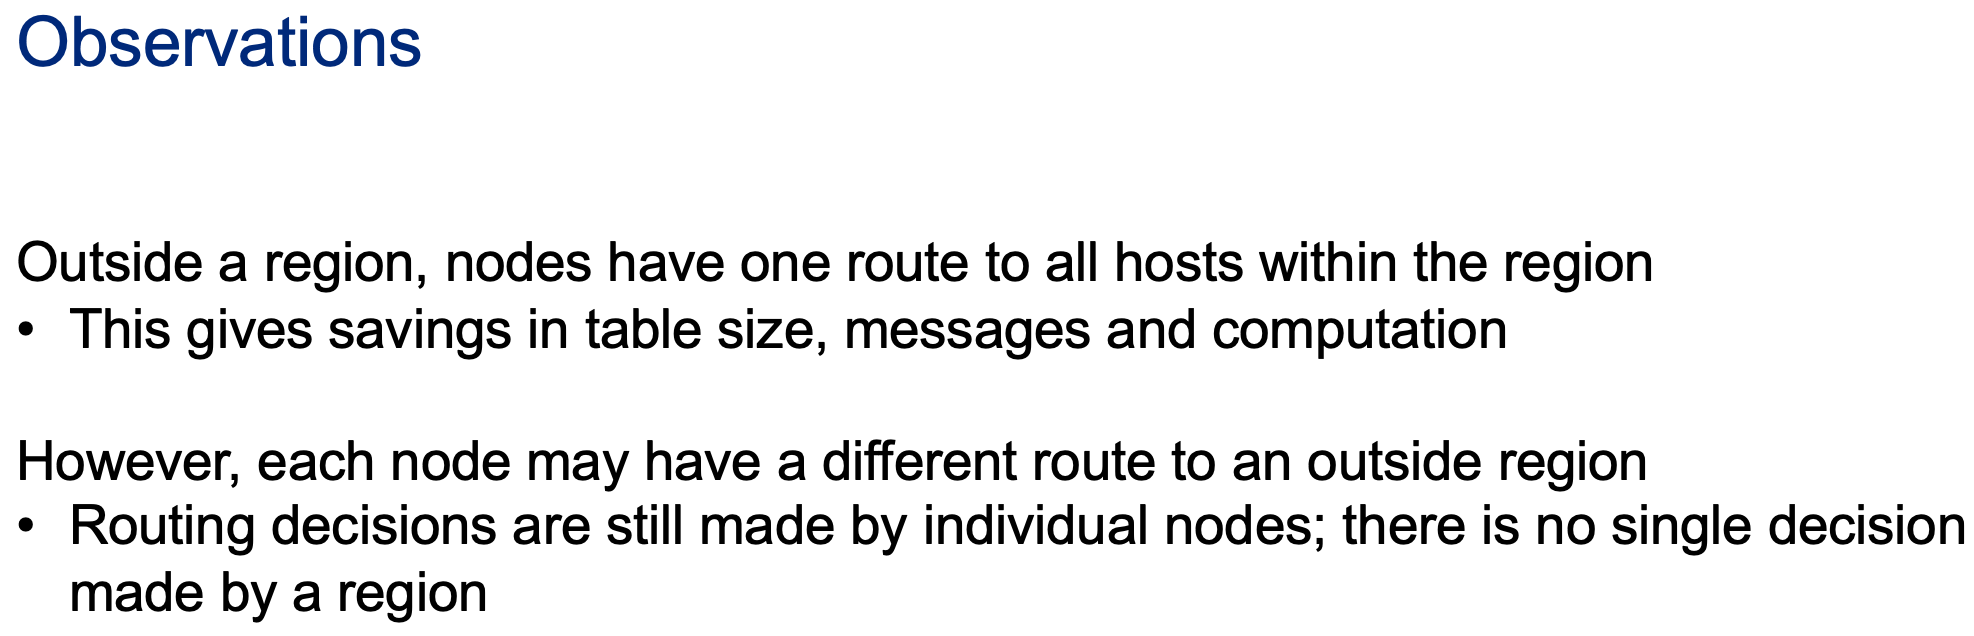 Observations
Outside a region, nodes have one route to all hosts within the region
• This gives savings in table size, messages and computation
However, each node may have a different route to an outside region
• Routing decisions are still made by individual nodes; there is no single decision
made by a region